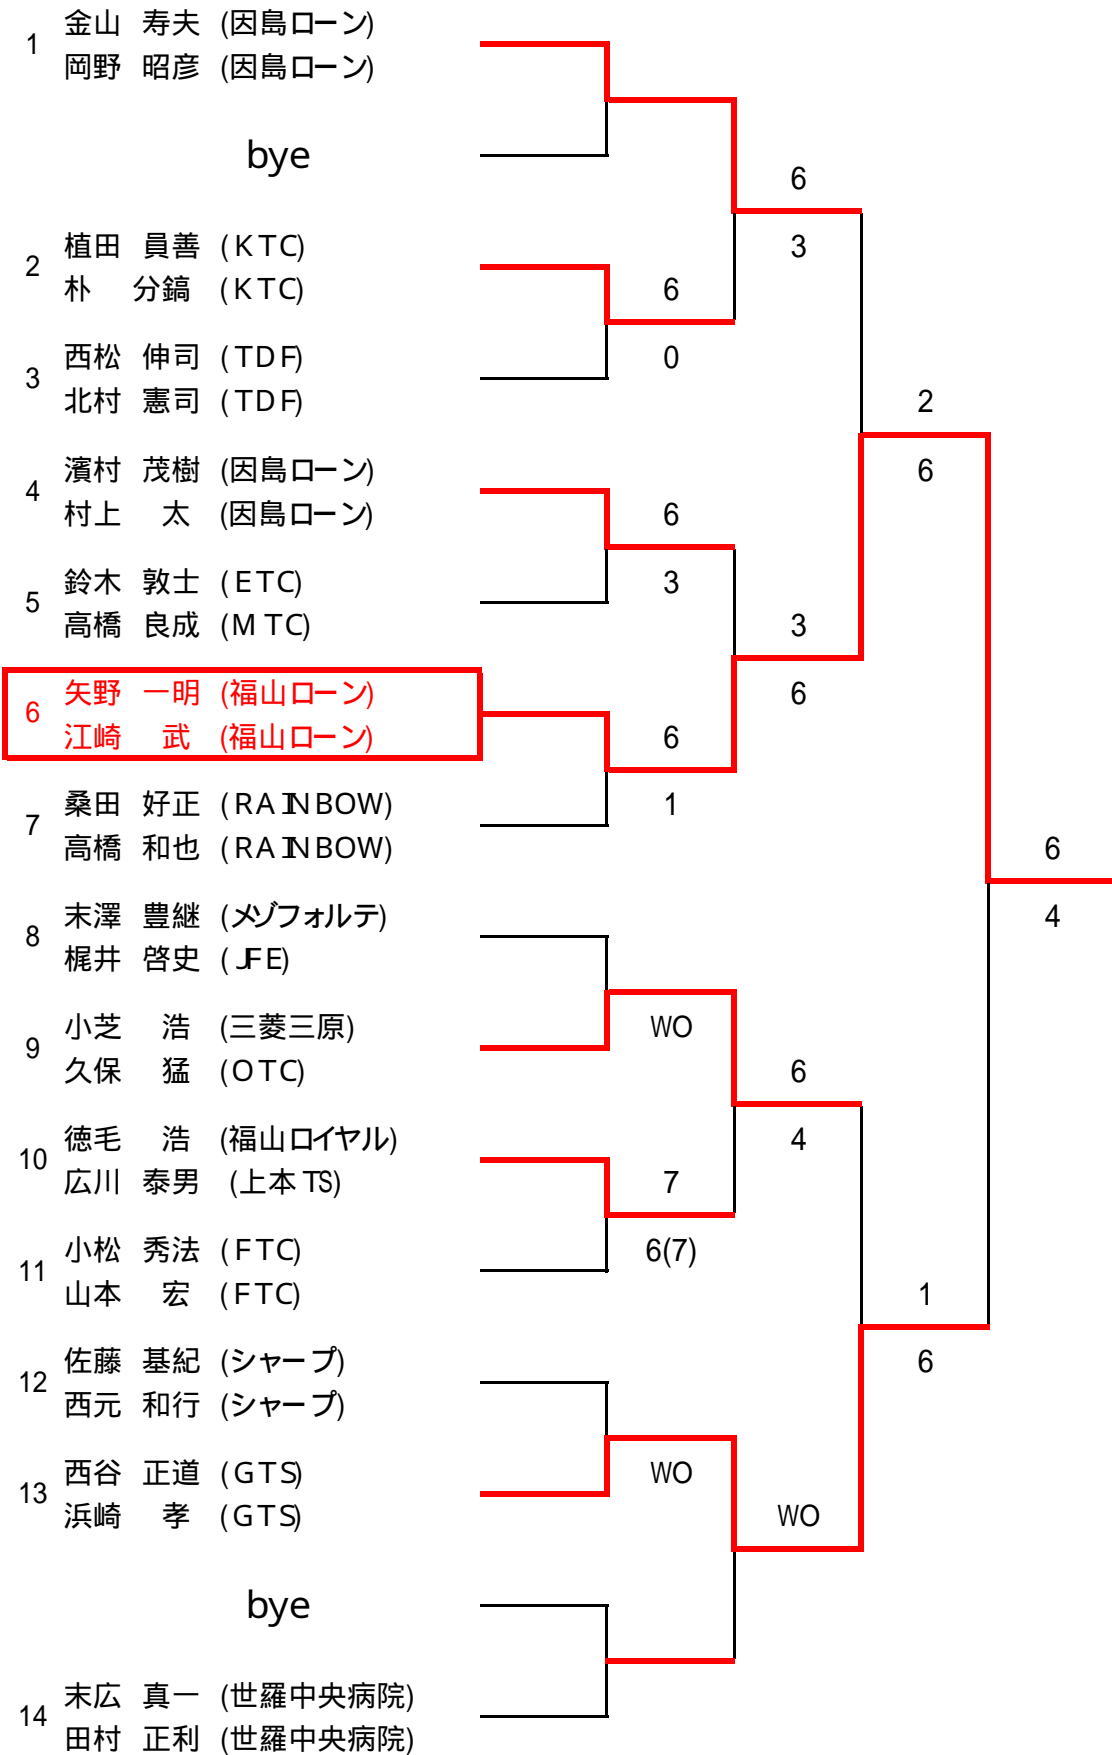 1
金山 寿夫 (因島ローン)
岡野 昭彦 (因島ローン)
bye
6
3
2
植田 員善 (KTC)
朴 分鎬 (KTC)
6
0
3
西松 伸司 (TDF)
北村 憲司 (TDF)
2
6
4
濱村 茂樹 (因島ローン)
村上 太 (因島ローン)
6
3
5
鈴木 敦士 (ETC)
高橋 良成 (MTC)
3
6
6
矢野 一明 (福山ローン)
江崎 武 (福山ローン)
6
1
7
桑田 好正 (RAINBOW)
高橋 和也 (RAINBOW)
6
4
8
末澤 豊継 (メゾフォルテ)
梶井 啓史 (JFE)
9
小芝 浩 (三菱三原)
久保 猛 (OTC)
WO
6
4
10
徳毛 浩 (福山ロイヤル)
広川 泰男 (上本TS)
7
6(7)
11
小松 秀法 (FTC)
山本 宏 (FTC)
1
6
12
佐藤 基紀 (シャープ)
西元 和行 (シャープ)
13
西谷 正道 (GTS)
浜崎 孝 (GTS)
WO
WO
bye
14
末広 真一 (世羅中央病院)
田村 正利 (世羅中央病院)